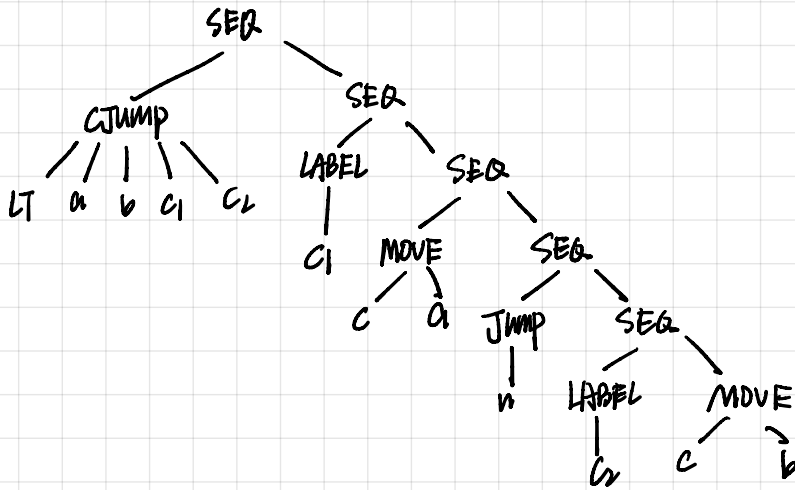 SEQ
SEQ
CJUMP
LABEL
SEQ
LT a b C1 C2
C1
MOVE
SEQ
C a
Jump
SEQ
n
LABEL
MOVE
C2
C b